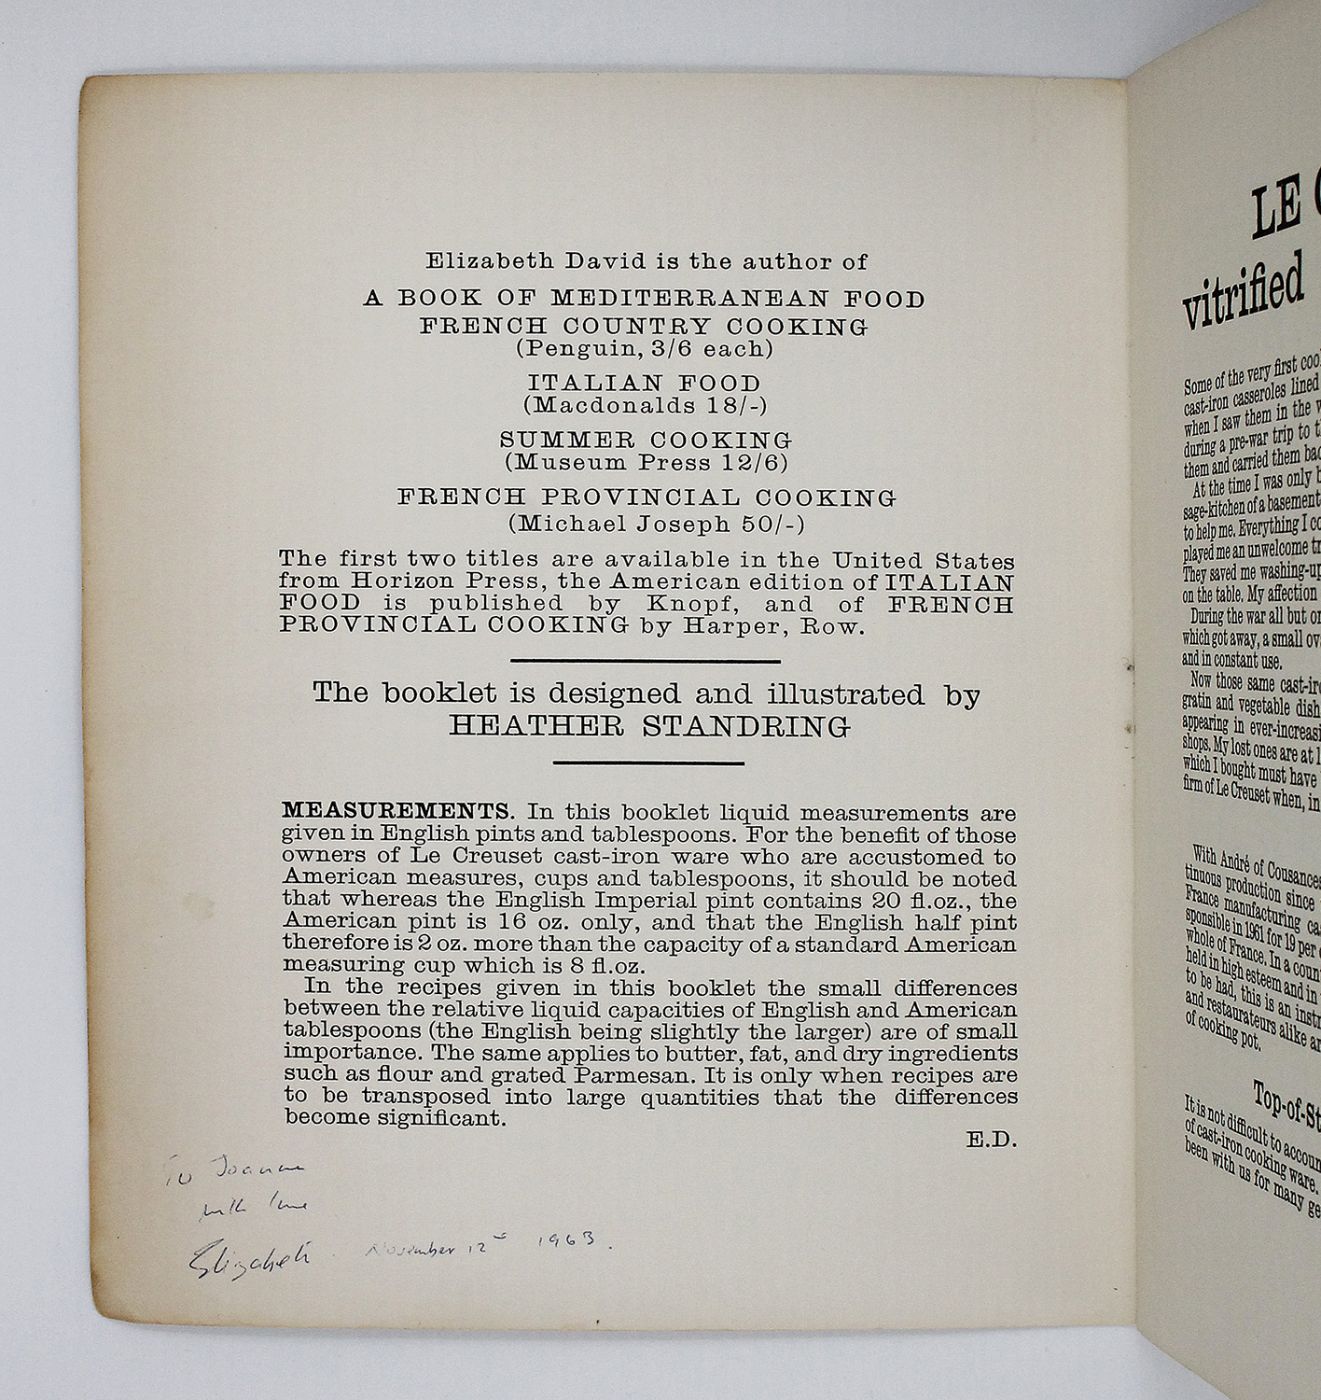 Elizabeth David is the author of
A BOOK OF MEDITERRANEAN FOOD
FRENCH COUNTRY COOKING
(Penguin, 3/6 each)
ITALIAN FOOD
(Macdonalds 18/-)
SUMMER COOKING
(Museum Press 12/6)
FRENCH PROVINCIAL COOKING
(Michael Joseph 50/-)
The first two titles are available in the United States
from Horizon Press, the American edition of ITALIAN
FOOD is published by Knopf, and of FRENCH
PROVINCIAL COOKING by Harper, Row.
The booklet is designed and illustrated by
HEATHER STANDRING
MEASUREMENTS. In this booklet liquid measurements are
given in English pints and tablespoons. For the benefit of those
owners of Le Creuset cast-iron ware who are accustomed to
American measures, cups and tablespoons, it should be noted
that whereas the English Imperial pint contains 20 fl.oz., the
American pint is 16 oz. only, and that the English half pint
therefore is 2 oz. more than the capacity of a standard American
measuring cup which is 8 fl.oz.
In the recipes given in this booklet the small differences
between the relative liquid capacities of English and American
tablespoons (the English being slightly the larger) are of small
importance. The same applies to butter, fat, and dry ingredients
such as flour and grated Parmesan. It is only when recipes are
to be transposed into large quantities that the differences
become significant.
E.D.
To Joanna
with love
Elizabeth. November 12th 1963.
LE
vitrified
Some of the very first
cast-iron casseroles lined
when I saw them in the
during a pre-war trip to
them and carried them
At the time I was only
sage-kitchen of a basement
to help me. Everything I
played me an unwelcome
They saved me washing-up
on the table. My affection
During the war all but
which got away, a small
and in constant use.
Now those same
gratin and vegetable
appearing in
shops. My lost ones are at
which I bought must have
firm of Le Creuset when, in
With André of Cousances
tinuous production since
France manufacturing
sponsible in 1961 for 19 per
whole of France. In a
held in high esteem and in
to be had, this is an
and restaurateurs alike
of cooking pot.
Top-of-
It is not difficult to
of cast-iron cooking ware.
been with us for many